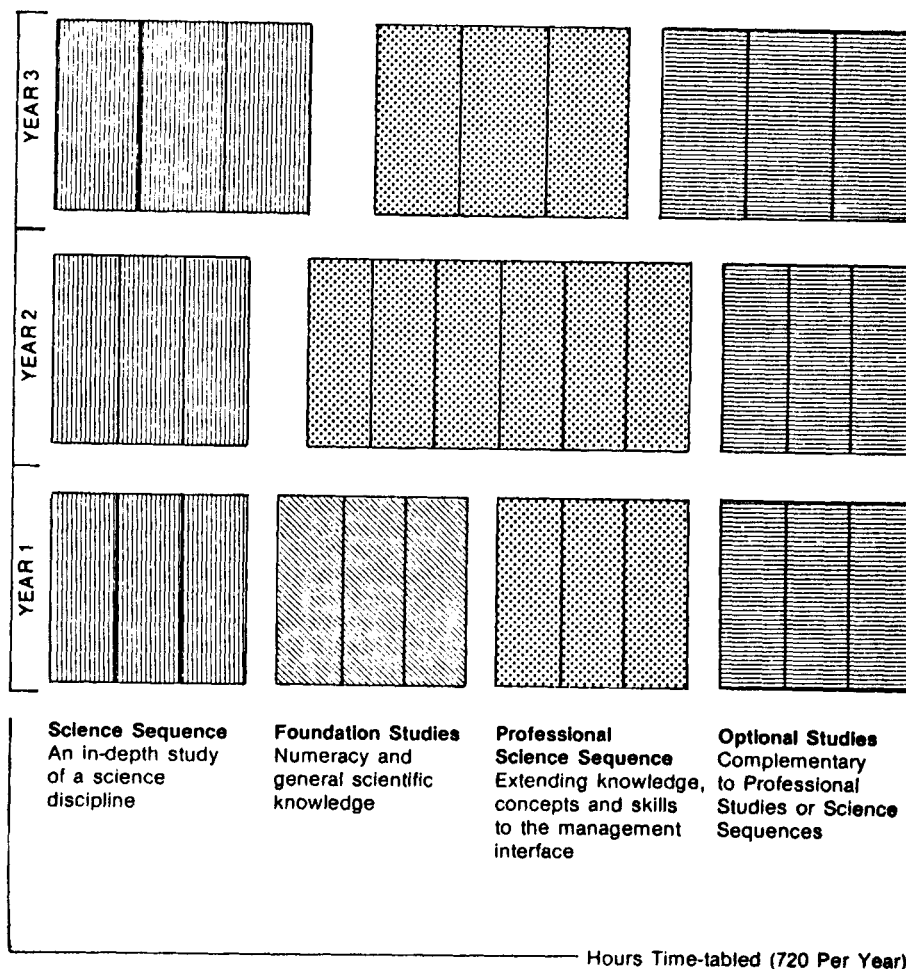 YEAR 3
YEAR 2
YEAR 1
Science Sequence
An in-depth study
of a science
discipline
Foundation Studies
Numeracy and
general scientific
knowledge
Professional
Science Sequence
Extending knowledge,
concepts and skills
to the management
interface
Optional Studies
Complementary
to Professional
Studies or Science
Sequences
Hours Time-tabled (720 Per Year)